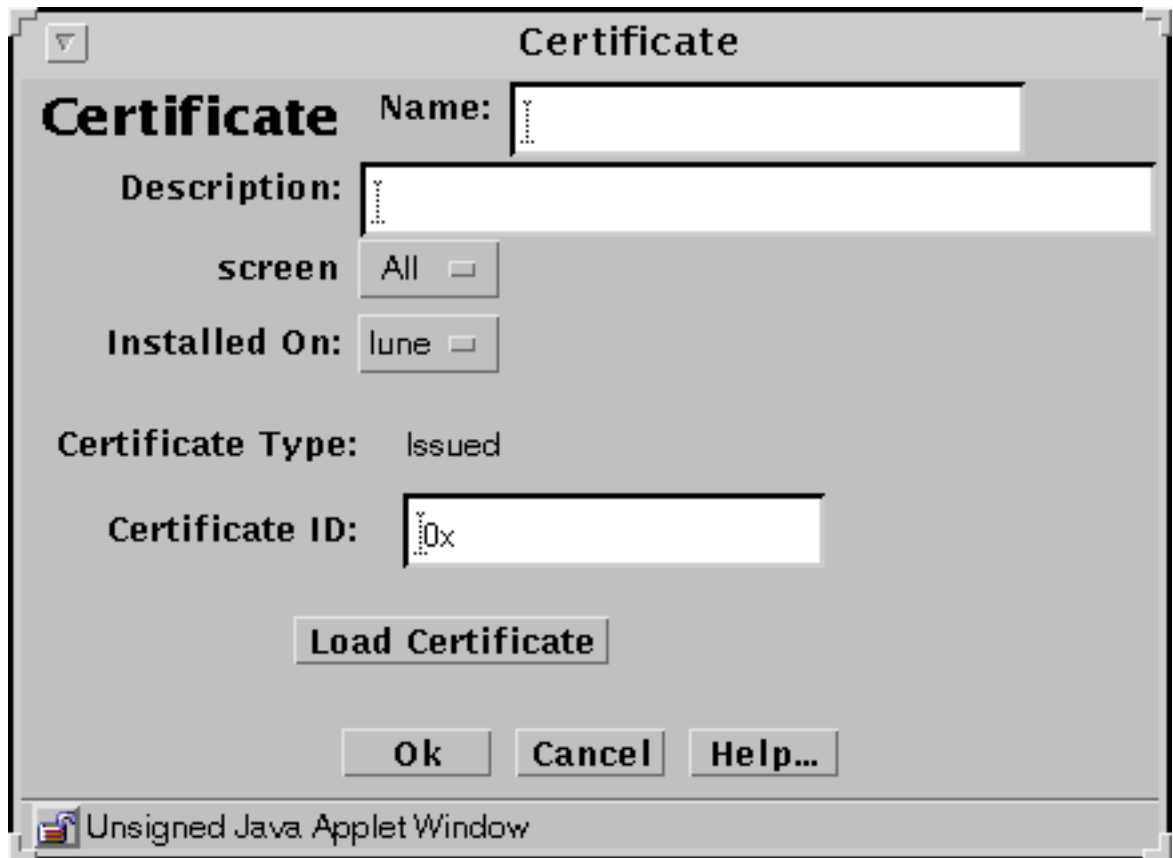 Certificate
Certificate Name:
Description:
screen All
Installed On: lune
Certificate Type: Issued
Certificate ID: 0x
Load Certificate
Ok Cancel Help...
Unsigned Java Applet Window